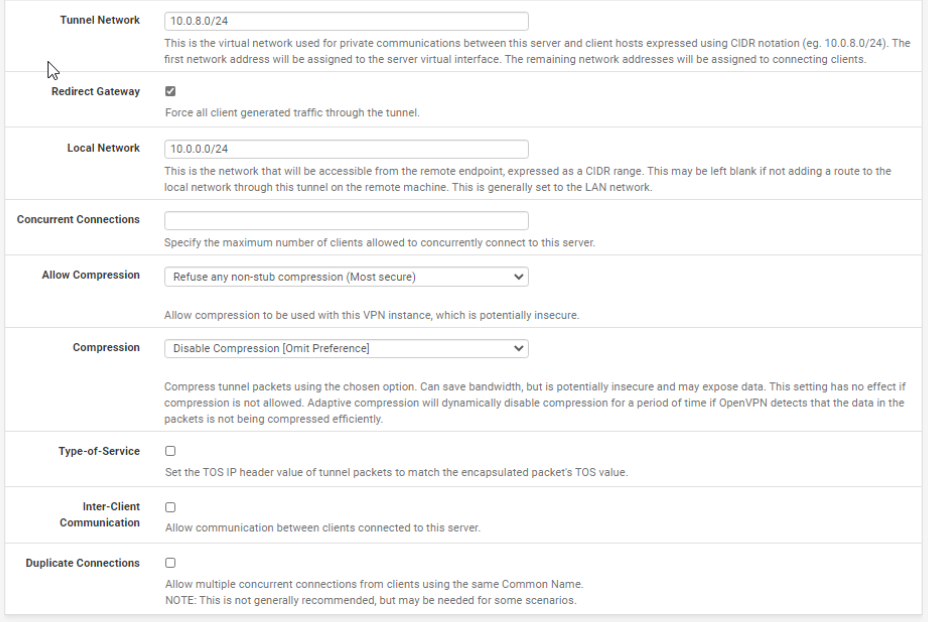 Tunnel Network
10.0.8.0/24
This is the virtual network used for private communications between this server and client hosts expressed using CIDR notation (eg. 10.0.8.0/24). The
first network address will be assigned to the server virtual interface. The remaining network addresses will be assigned to connecting clients.
Redirect Gateway
Force all client generated traffic through the tunnel.
Local Network
10.0.0.0/24
This is the network that will be accessible from the remote endpoint, expressed as a CIDR range. This may be left blank if not adding a route to the
local network through this tunnel on the remote machine. This is generally set to the LAN network.
Concurrent Connections
Specify the maximum number of clients allowed to concurrently connect to this server.
Allow Compression
Refuse any non-stub compression (Most secure)
Allow compression to be used with this VPN instance, which is potentially insecure.
Compression
Disable Compression [Omit Preference]
Compress tunnel packets using the chosen option. Can save bandwidth, but is potentially insecure and may expose data. This setting has no effect if
compression is not allowed. Adaptive compression will dynamically disable compression for a period of time if OpenVPN detects that the data in the
packets is not being compressed efficiently.
Type-of-Service
Set the TOS IP header value of tunnel packets to match the encapsulated packet's TOS value.
Inter-Client
Communication
Allow communication between clients connected to this server.
Duplicate Connections
Allow multiple concurrent connections from clients using the same Common Name.
NOTE: This is not generally recommended, but may be needed for some scenarios.